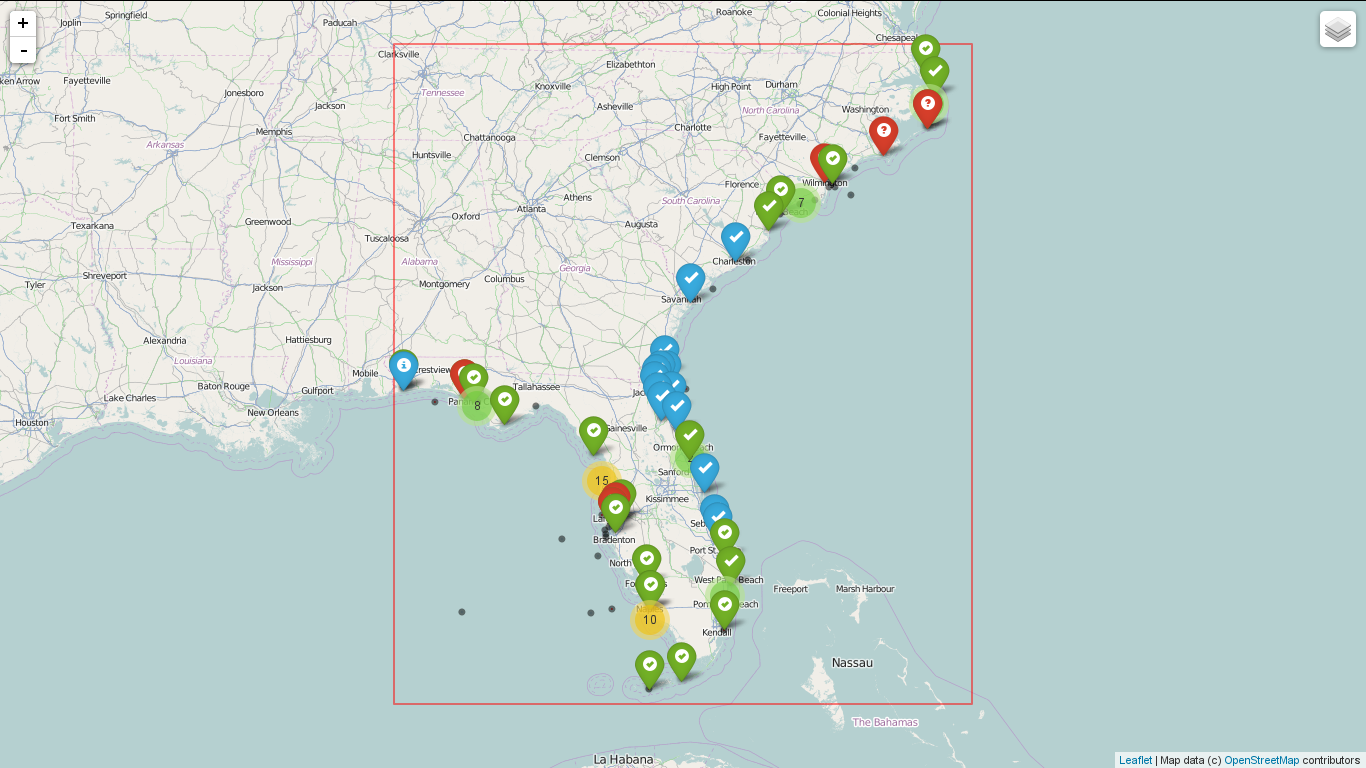 +
-
Joplin
Springfield
Paducah
Roanoke
Colonial Heights
Chesapeake
Clarksville
Elizabethton
ken Arrow
Fayetteville
Jonesboro
Tennessee
Knoxville
High Point
Durham
Jackson
Asheville
North Carolina
Washington
Fort Smith
Memphis
Chattanooga
Charlotte
Fayetteville
Arkansas
Huntsville
Clemson
Wilmington
Florence
7
Atlanta
Athens
South Carolina
Beach
Texarkana
Greenwood
Oxford
Augusta
Tuscaloosa
Mississippi
Alabama
Georgia
Charleston
Shreveport
Tyler
Jackson
Montgomery
Columbus
Savannah
Alexandria
Hattiesburg
Louisiana
Mobile
Crestview
Baton Rouge
Gulfport
Tallahassee
Lake Charles
New Orleans
8
Houston
Gainesville
Sanford
15
Kissimmee
Bradenton
North
Port St.
West Palm Beach
Freeport
Marsh Harbour
Naples
10
Kendall
Nassau
The Bahamas
La Habana
Leaflet | Map data (c) OpenStreetMap contributors